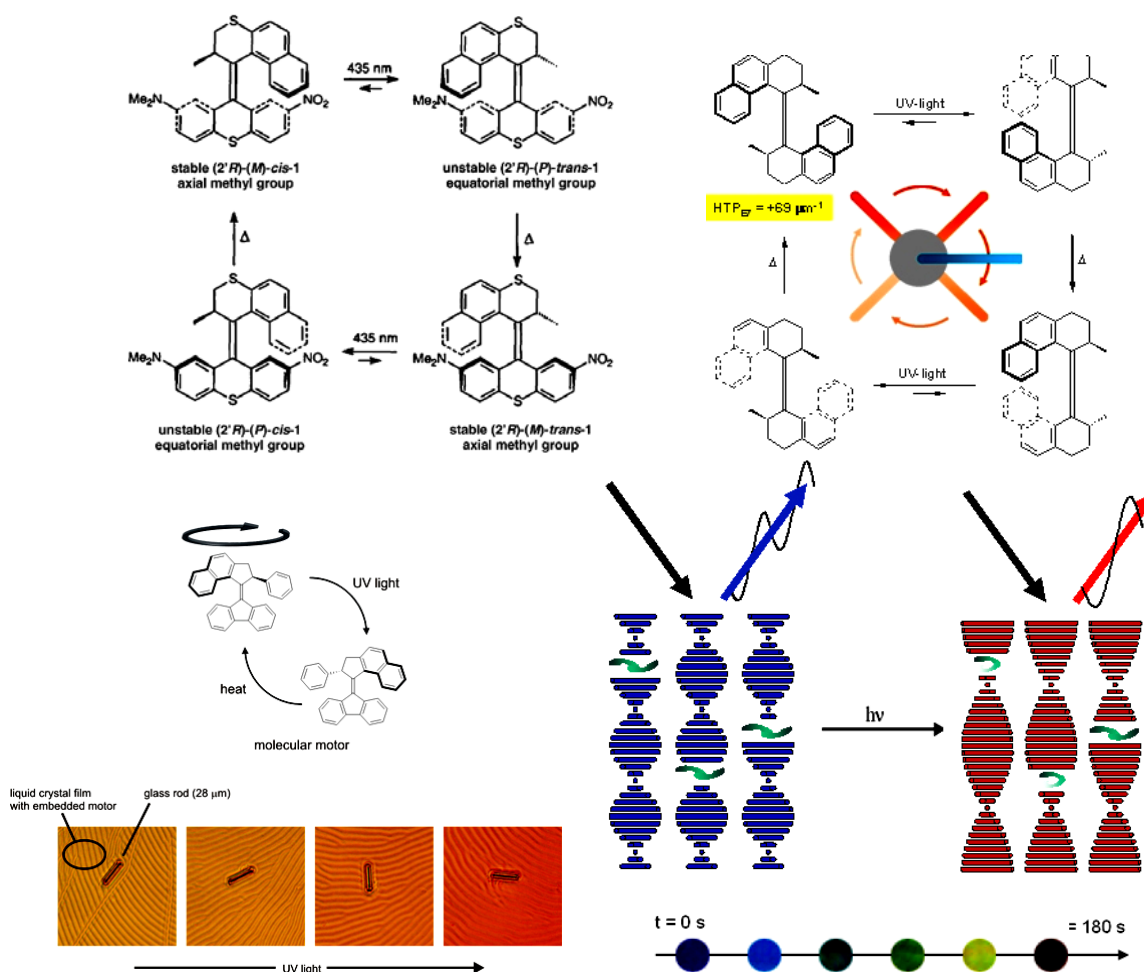 S
S
435 nm
Me₂N
NO₂
Me₂N
NO₂
S
S
stable (2'R)-(M)-cis-1
axial methyl group
unstable (2'R)-(P)-trans-1
equatorial methyl group
Δ
Δ
S
S
435 nm
Me₂N
NO₂
Me₂N
NO₂
S
S
unstable (2'R)-(P)-cis-1
equatorial methyl group
stable (2'R)-(M)-trans-1
axial methyl group
UV-light
HTP = +69 μm⁻¹
Δ
Δ
UV-light
UV light
heat
molecular motor
liquid crystal film
with embedded motor
glass rod (28 μm)
UV light
hν
t = 0 s
= 180 s